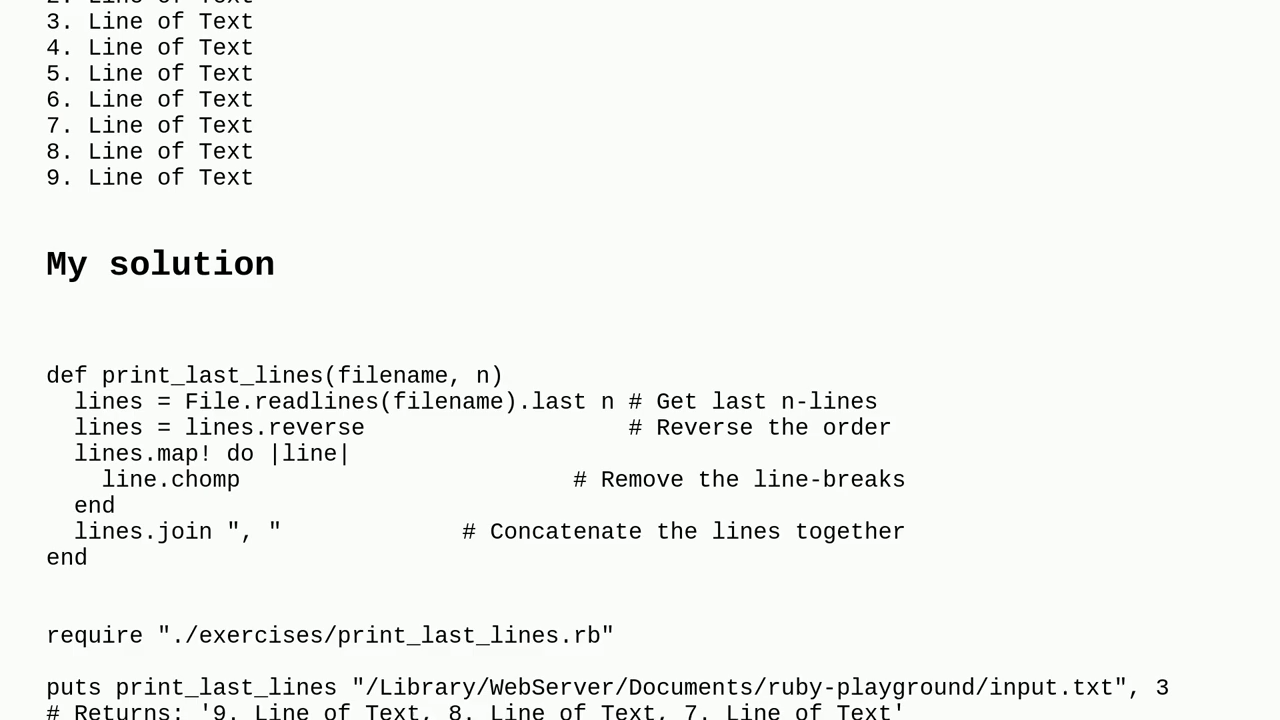 2. Line of Text
3. Line of Text
4. Line of Text
5. Line of Text
6. Line of Text
7. Line of Text
8. Line of Text
9. Line of Text
My solution
def print_last_lines(filename, n)
  lines = File.readlines(filename).last n # Get last n-lines
  lines = lines.reverse                   # Reverse the order
  lines.map! do |line|
    line.chomp                        # Remove the line-breaks
  end
  lines.join ", "             # Concatenate the lines together
end
require "./exercises/print_last_lines.rb"
puts print_last_lines "/Library/WebServer/Documents/ruby-playground/input.txt", 3
# Returns: '9. Line of Text, 8. Line of Text, 7. Line of Text'